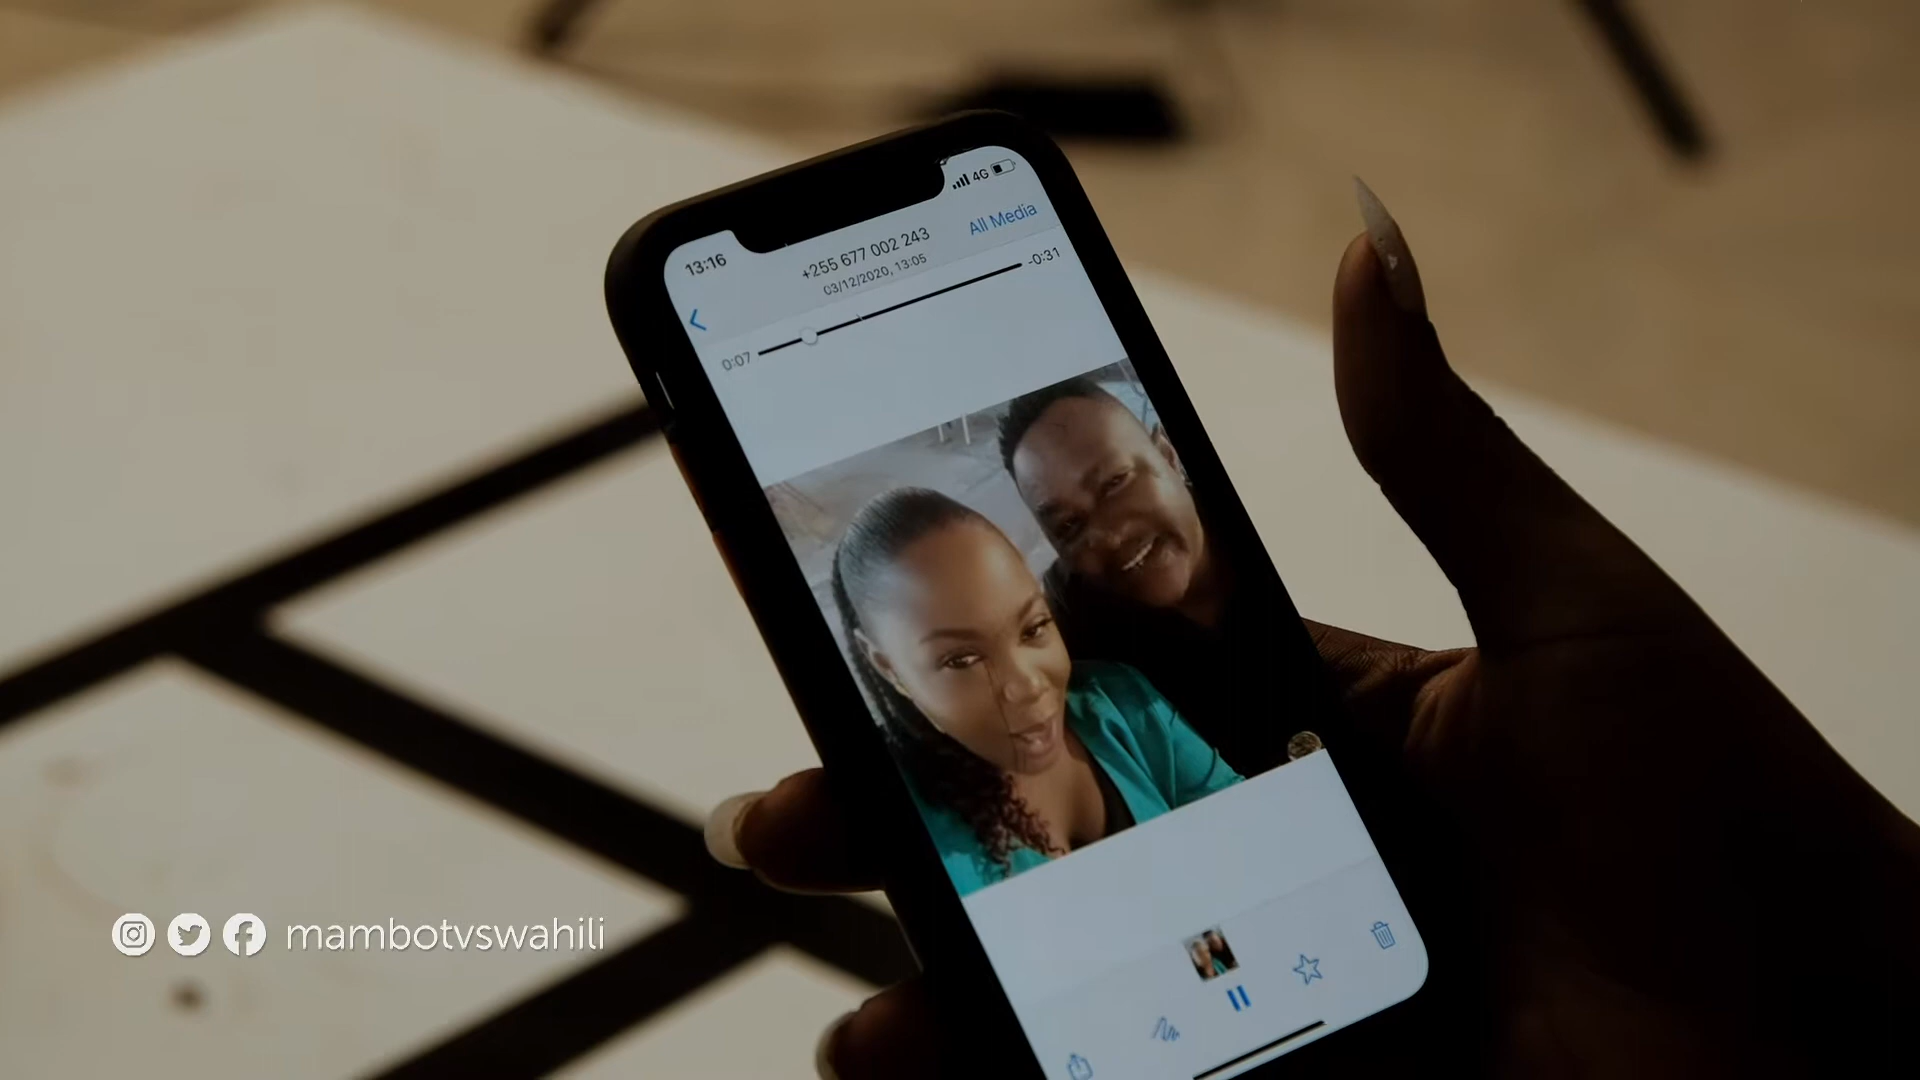 13:16
4G
+255 677 002 243
All Media
03/12/2020, 13:05
0:07
-0:31
mambotvswahili